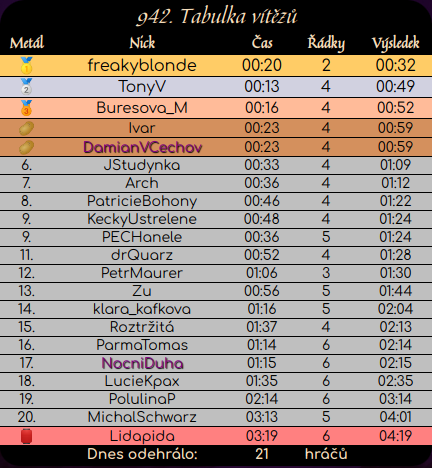 942. Tabulka vítězů
Metál Nick Čas Řádky Výsledek
freakyblonde 00:20 2 00:32
TonyV 00:13 4 00:49
Buresova_M 00:16 4 00:52
Ivar 00:23 4 00:59
DamianVCechov 00:23 4 00:59
6. JStudynka 00:33 4 01:09
7. Arch 00:36 4 01:12
8. PatricieBohony 00:46 4 01:22
9. KeckyUstrelene 00:48 4 01:24
9. PECHanele 00:36 5 01:24
11. drQuarz 00:52 4 01:28
12. PetrMaurer 01:06 3 01:30
13. Zu 00:56 5 01:44
14. klara_kafkova 01:16 5 02:04
15. Roztržitá 01:37 4 02:13
16. ParmaTomas 01:14 6 02:14
17. NocniDuha 01:15 6 02:15
18. LucieKpax 01:35 6 02:35
19. PolulinaP 02:14 6 03:14
20. MichalSchwarz 03:13 5 04:01
Lidapida 03:19 6 04:19
Dnes odehrálo: 21 hráčů